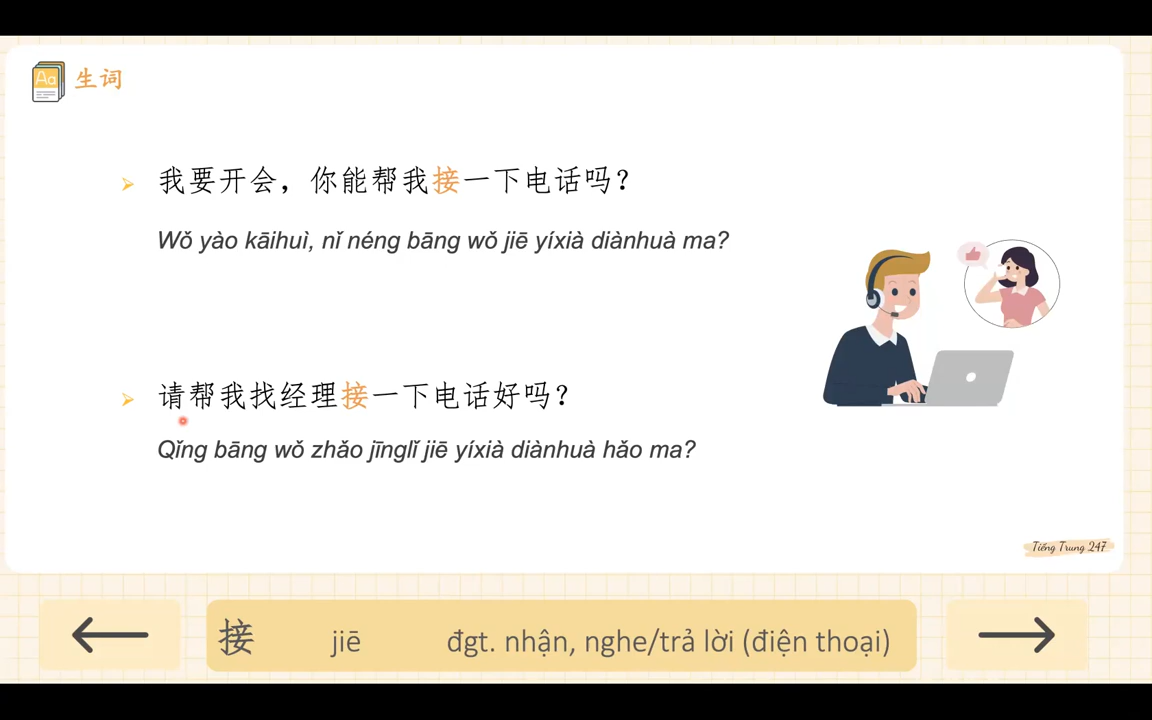 Aa 生词
我要开会，你能帮我接一下电话吗？
Wǒ yào kāihuì, nǐ néng bāng wǒ jiē yíxià diànhuà ma?
请帮我找经理接一下电话好吗？
Qǐng bāng wǒ zhǎo jīnglǐ jiē yíxià diànhuà hǎo ma?
Tiếng Trung 247
接 jiē đgt. nhận, nghe/trả lời (điện thoại)